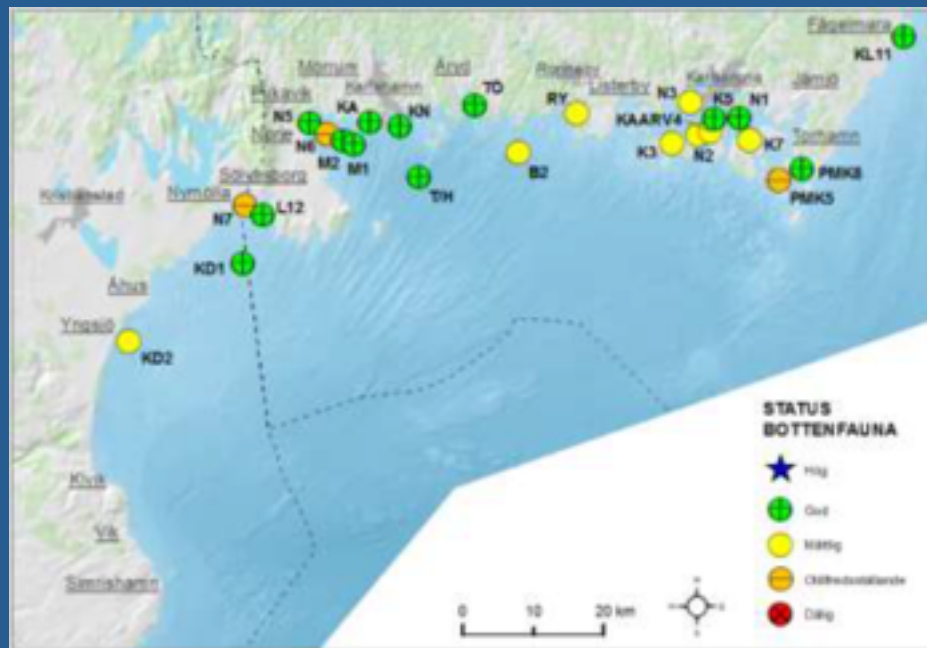 Fågelmara
KL11
Mörrum
Karlshamn
Åryd
TD
Ronneby
Listerby
Karlskrona
Jämjö
Pukavik
N5
KA
KN
RY
N3
K5
N1
KAARV4
Norje
N6
M2
M1
K3
N2
K7
Torhamn
B2
PMK8
PMK5
Sölvesborg
T/H
Nymölla
Kristianstad
N7
L12
KD1
Åhus
Yngsjö
KD2
STATUS
BOTTENFAUNA
Hög
God
Måttlig
Otillfredsställande
Dålig
Kivik
Vik
Simrishamn
0 10 20 km